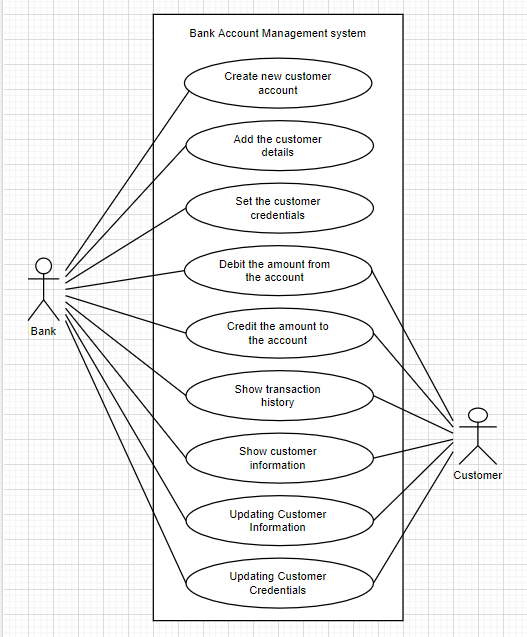 Bank Account Management system
Create new customer
account
Add the customer
details
Set the customer
credentials
Debit the amount from
the account
Credit the amount to
the account
Show transaction
history
Show customer
information
Updating Customer
Information
Updating Customer
Credentials
Bank
Customer